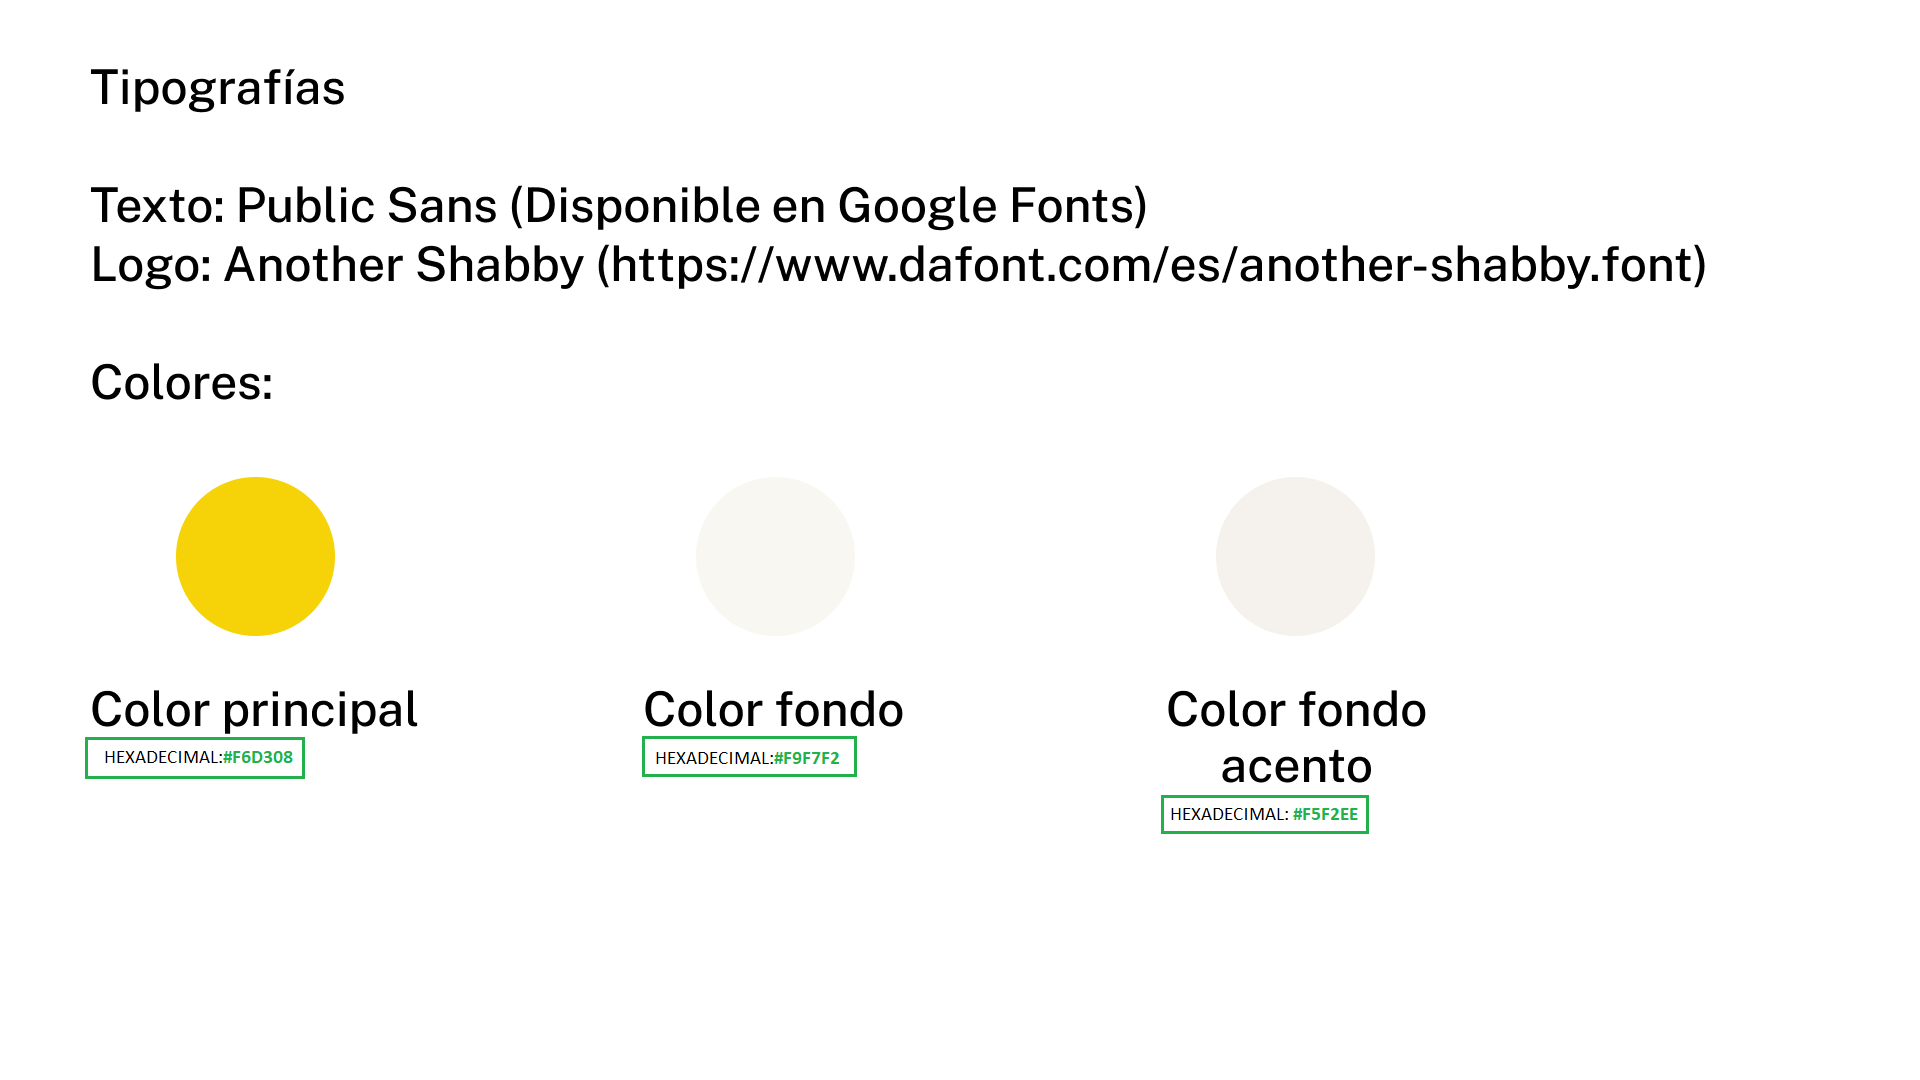 Tipografías
Texto: Public Sans (Disponible en Google Fonts)
Logo: Another Shabby (https://www.dafont.com/es/another-shabby.font)
Colores:
Color principal
HEXADECIMAL:#F6D308
Color fondo
HEXADECIMAL:#F9F7F2
Color fondo
acento
HEXADECIMAL: #F5F2EE